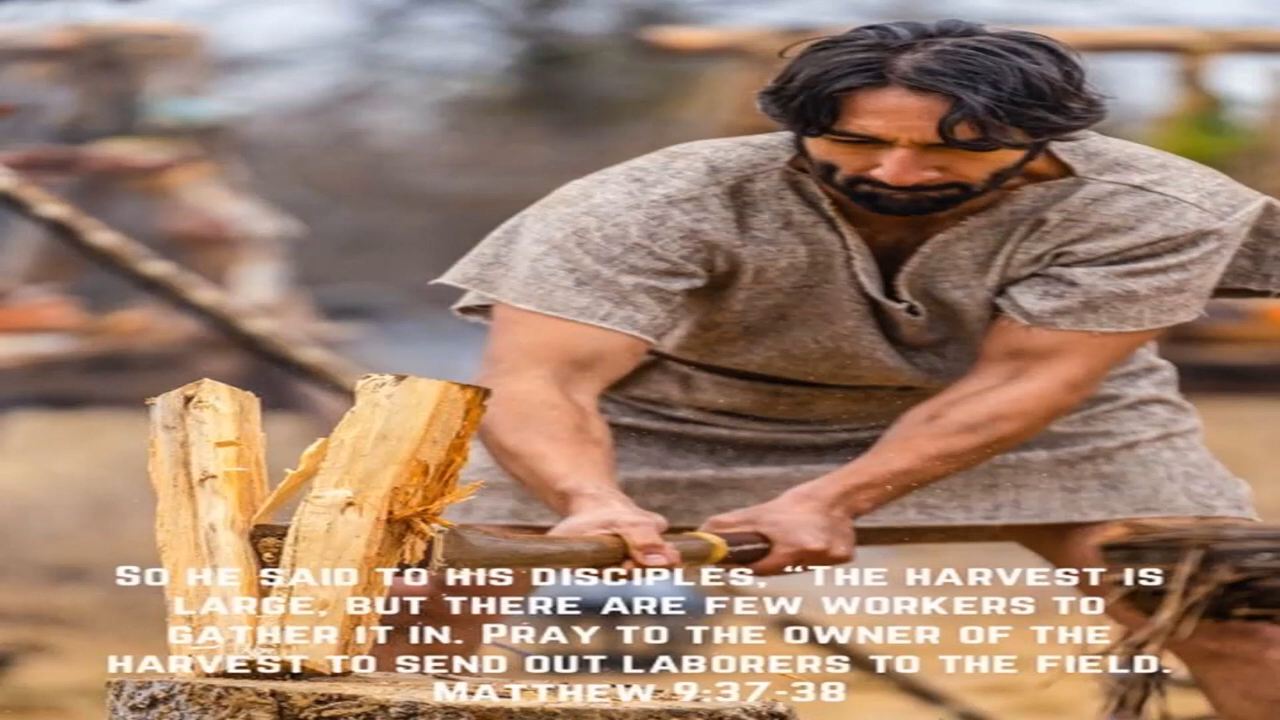 So he said to his disciples, “The harvest is
large, but there are few workers to
gather it in. Pray to the owner of the
harvest to send out laborers to the field.
Matthew 9:37-38